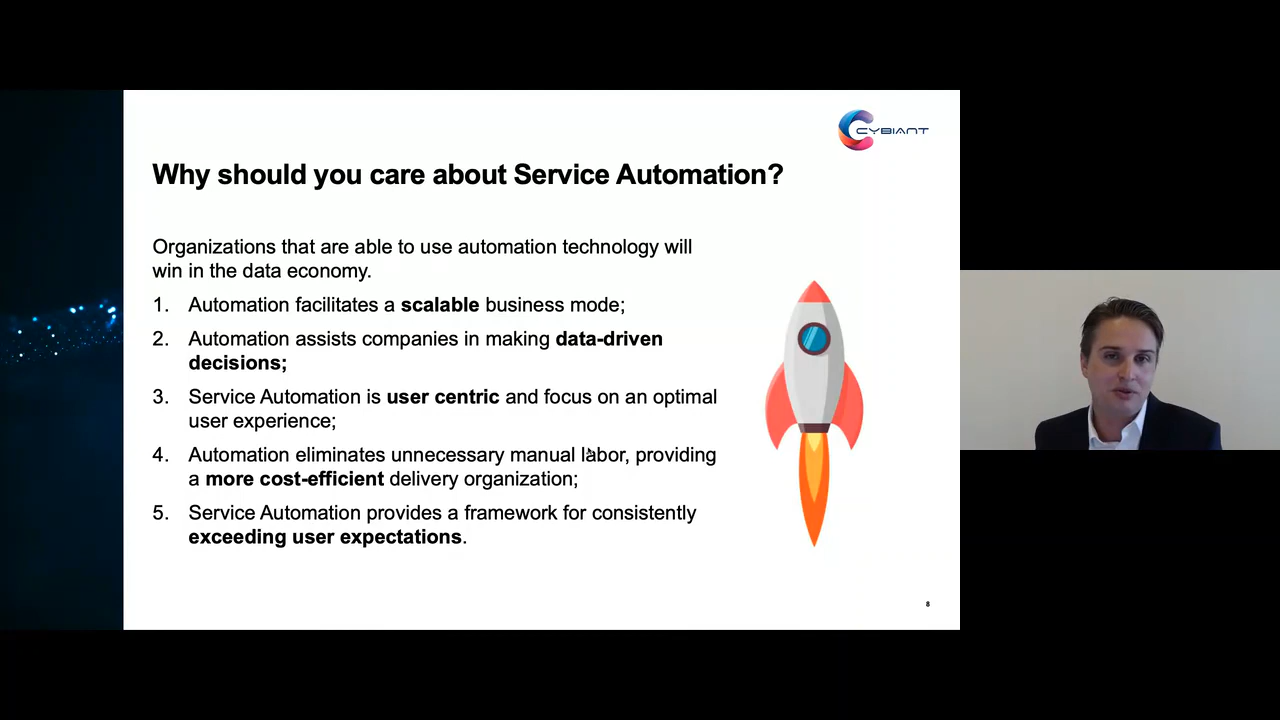 CYBIANT
Why should you care about Service Automation?
Organizations that are able to use automation technology will
win in the data economy.
1. Automation facilitates a scalable business mode;
2. Automation assists companies in making data-driven
decisions;
3. Service Automation is user centric and focus on an optimal
user experience;
4. Automation eliminates unnecessary manual labor, providing
a more cost-efficient delivery organization;
5. Service Automation provides a framework for consistently
exceeding user expectations.
8